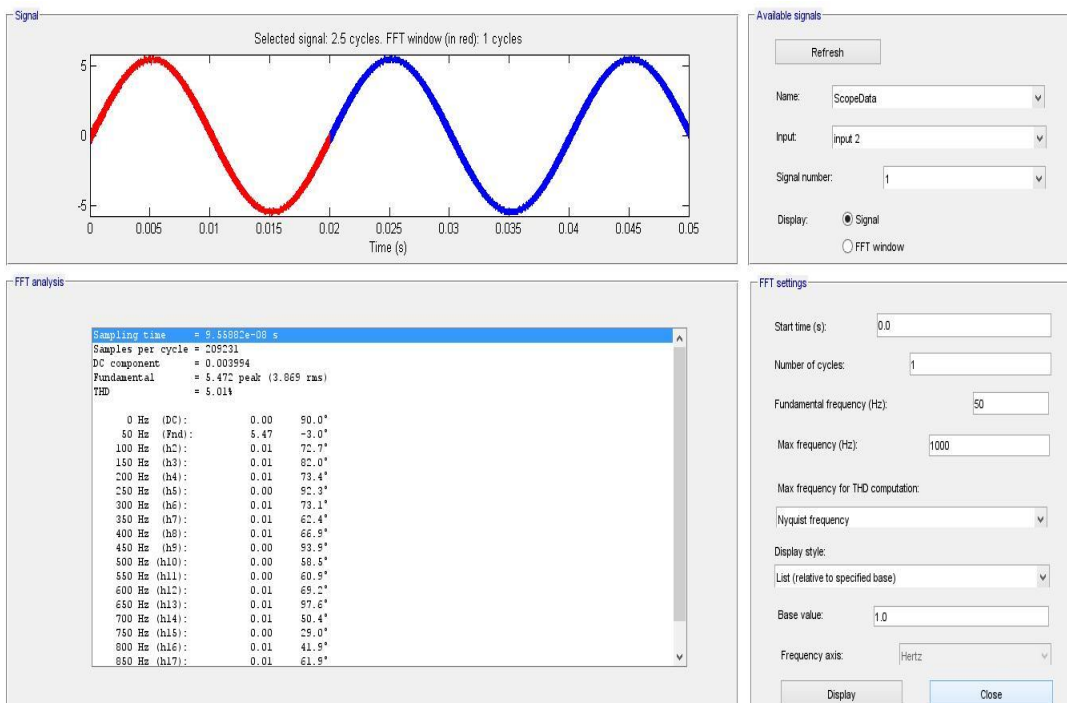 Signal
Selected signal: 2.5 cycles. FFT window (in red): 1 cycles
5
0
-5
0 0.005 0.01 0.015 0.02 0.025 0.03 0.035 0.04 0.045 0.05
Time (s)
Available signals
Refresh
Name: ScopeData
Input: input 2
Signal number: 1
Display: Signal
FFT window
FFT analysis
Sampling time = 9.55882e-08 s
Samples per cycle = 209231
DC component = 0.003994
Fundamental = 5.472 peak (3.869 rms)
THD = 5.01%
0 Hz (DC): 0.00 90.0°
50 Hz (Fnd): 5.47 -3.0°
100 Hz (h2): 0.01 72.7°
150 Hz (h3): 0.01 82.0°
200 Hz (h4): 0.01 73.4°
250 Hz (h5): 0.00 92.3°
300 Hz (h6): 0.01 73.1°
350 Hz (h7): 0.01 62.4°
400 Hz (h8): 0.01 66.9°
450 Hz (h9): 0.00 93.9°
500 Hz (h10): 0.00 58.5°
550 Hz (h11): 0.00 60.9°
600 Hz (h12): 0.01 69.2°
650 Hz (h13): 0.01 97.6°
700 Hz (h14): 0.01 50.4°
750 Hz (h15): 0.00 29.0°
800 Hz (h16): 0.01 41.9°
850 Hz (h17): 0.01 61.9°
FFT settings
Start time (s): 0.0
Number of cycles: 1
Fundamental frequency (Hz): 50
Max frequency (Hz): 1000
Max frequency for THD computation:
Nyquist frequency
Display style:
List (relative to specified base)
Base value: 1.0
Frequency axis: Hertz
Display Close